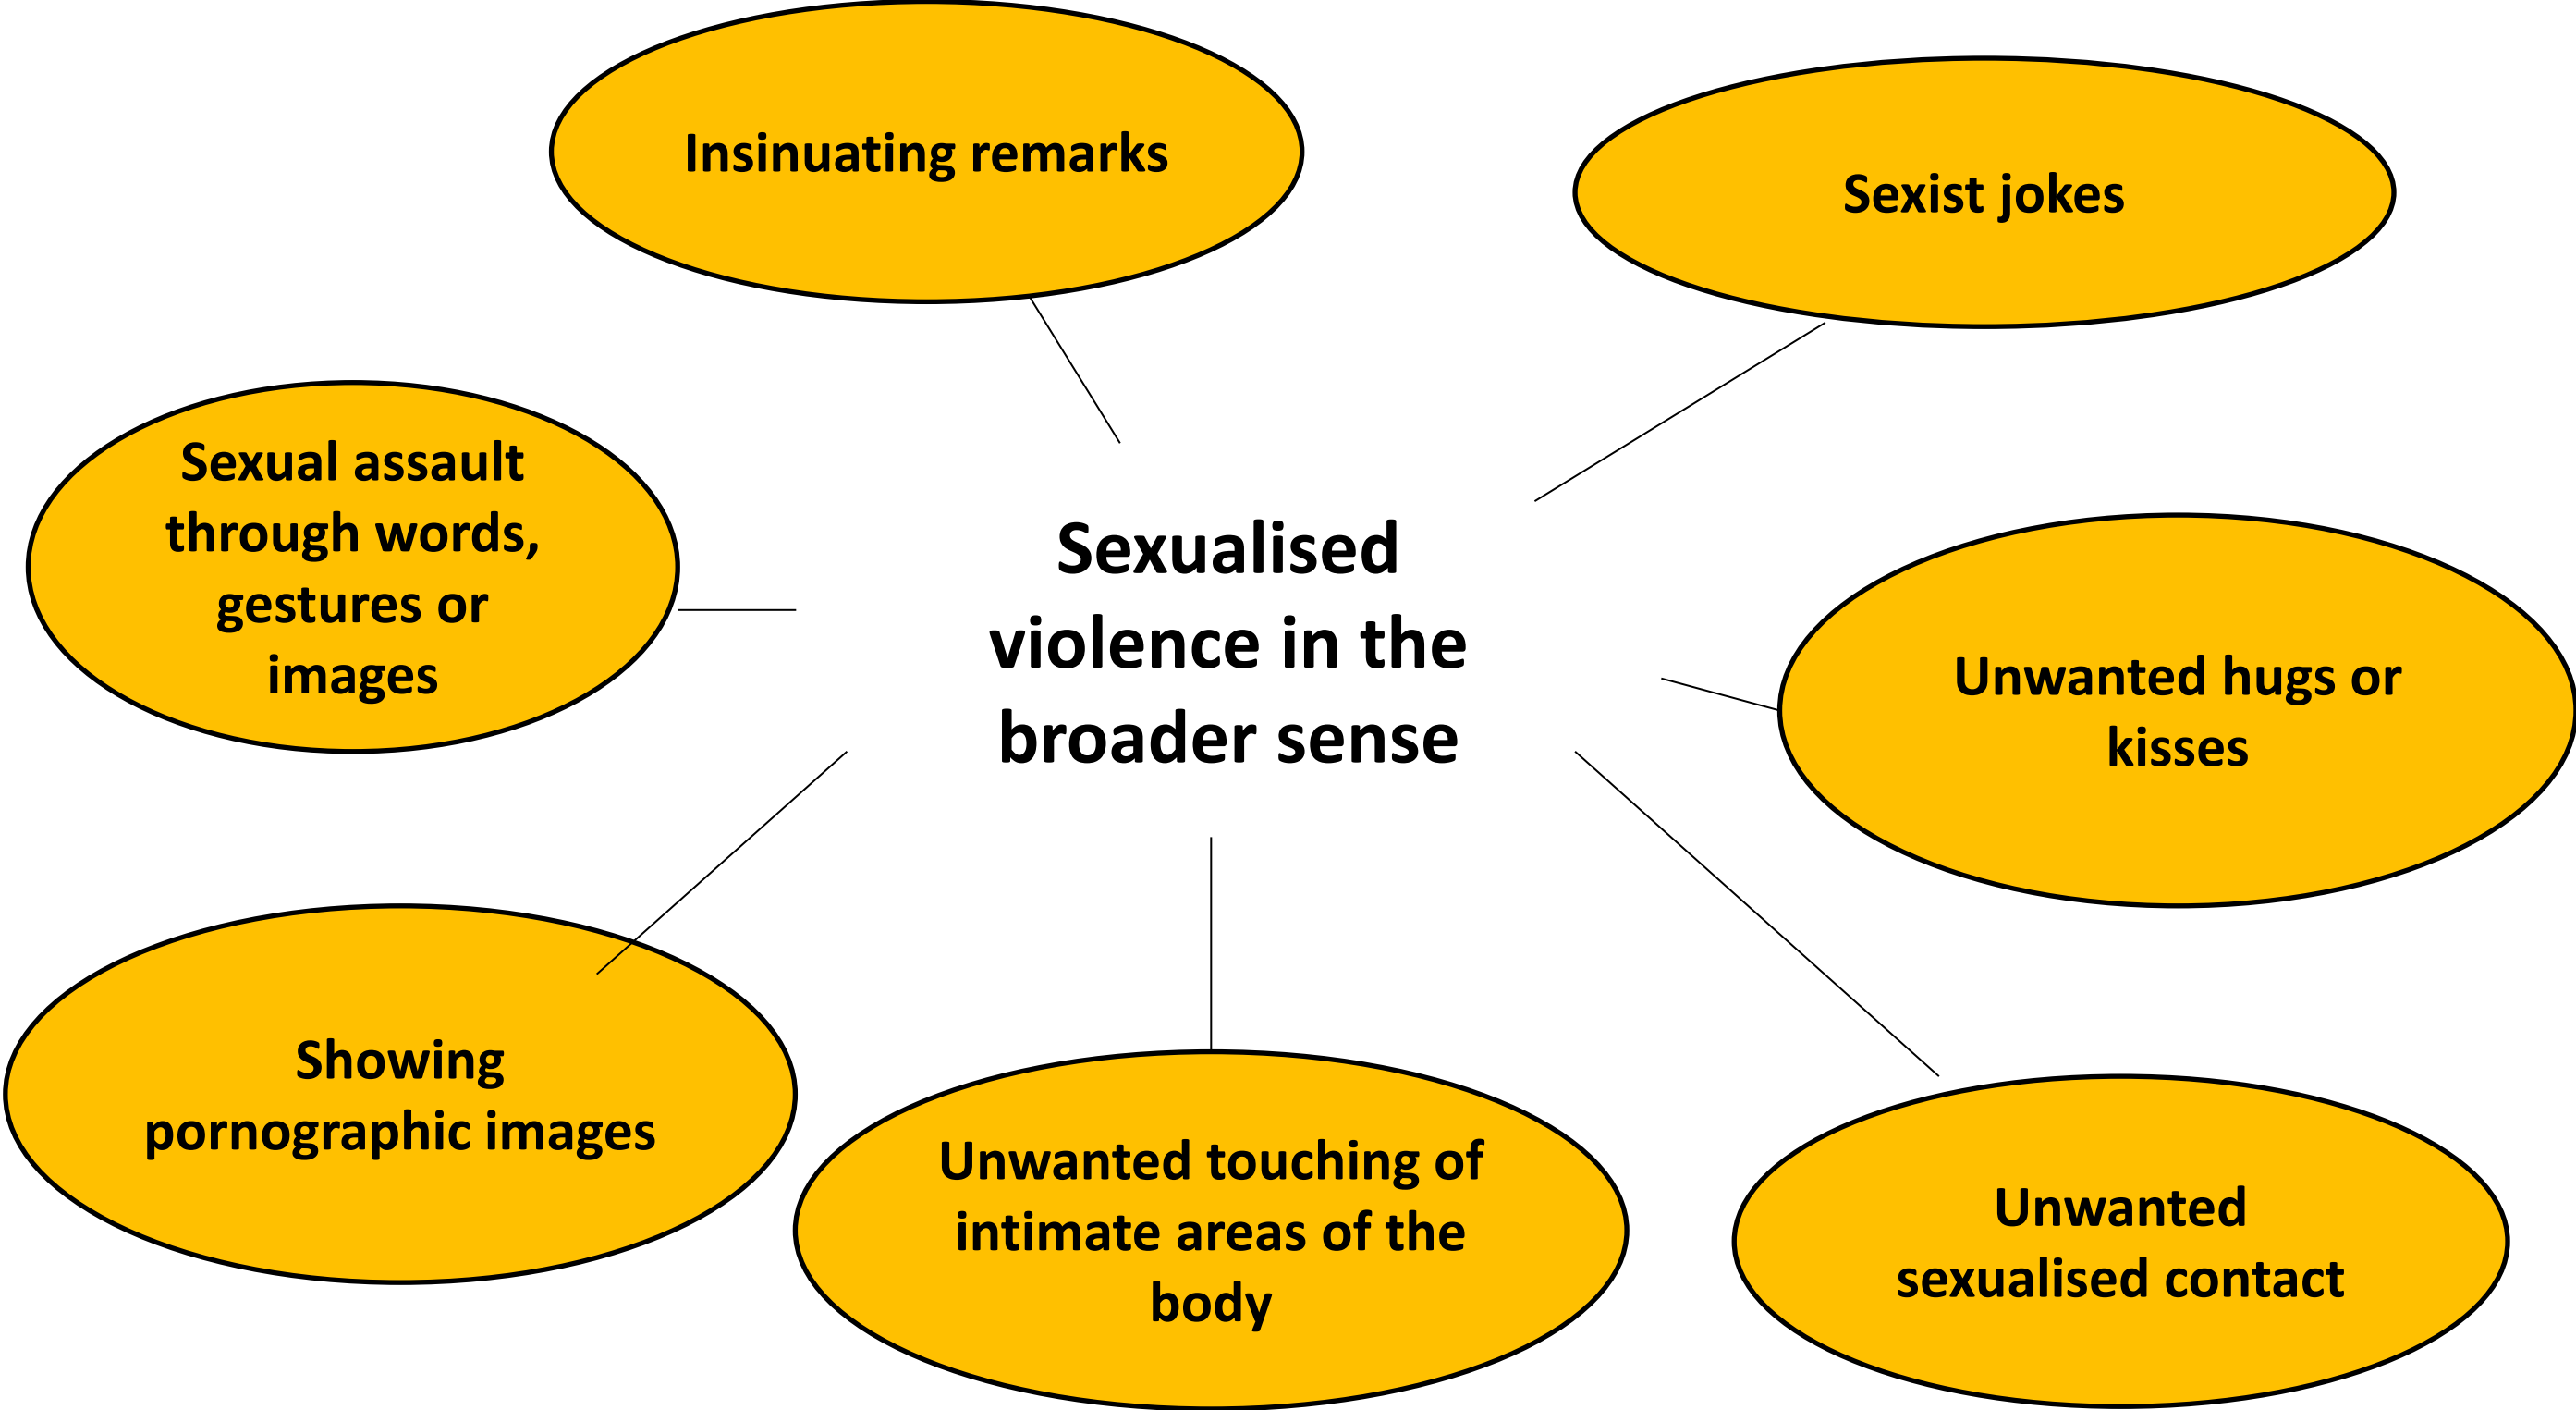 Insinuating remarks
Sexist jokes
Sexual assault
through words,
gestures or
images
Sexualised
violence in the
broader sense
Unwanted hugs or
kisses
Showing
pornographic images
Unwanted touching of
intimate areas of the
body
Unwanted
sexualised contact